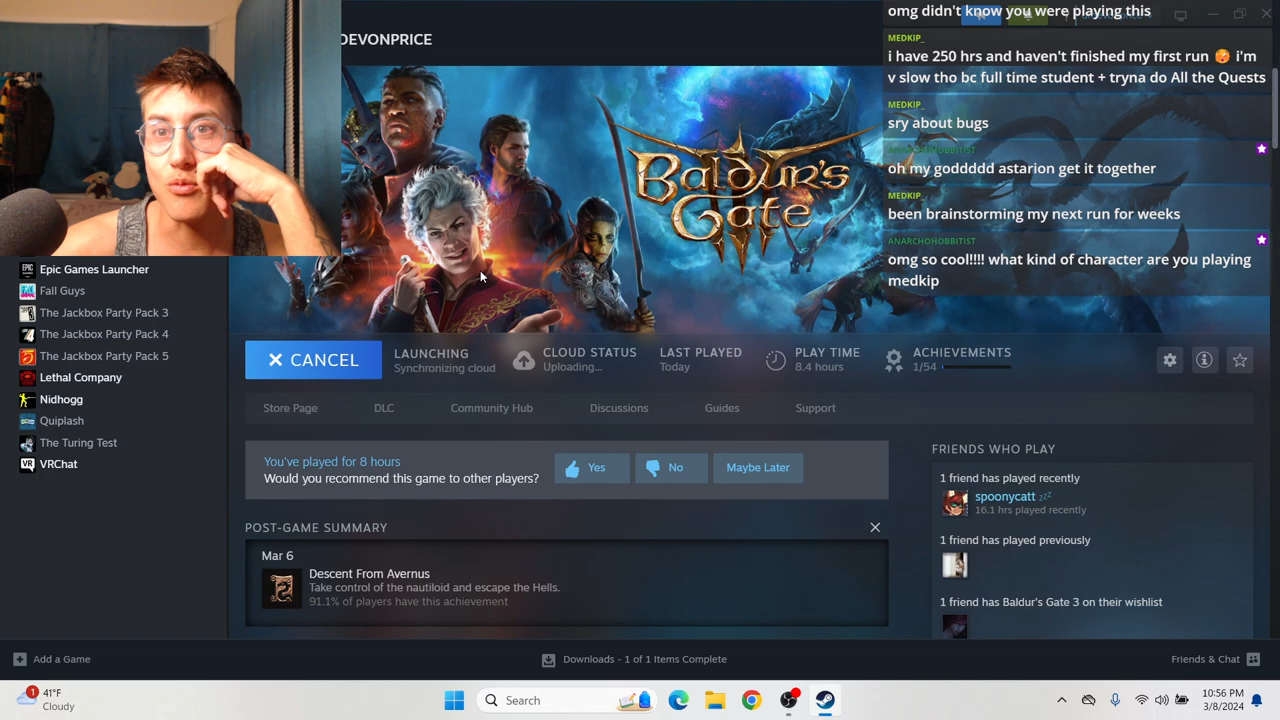 DEVONPRICE
omg didn't know you were playing this
MEDKIP_
i have 250 hrs and haven't finished my first run 🥵 i'm
v slow tho bc full time student + tryna do All the Quests
MEDKIP_
sry about bugs
ANARCHOHOBBITIST
oh my goddddd astarion get it together
MEDKIP_
been brainstorming my next run for weeks
ANARCHOHOBBITIST
omg so cool!!!! what kind of character are you playing
medkip
BALDUR'S
GATE
Epic Games Launcher
Fall Guys
The Jackbox Party Pack 3
The Jackbox Party Pack 4
The Jackbox Party Pack 5
Lethal Company
Nidhogg
Quiplash
The Turing Test
VRChat
CANCEL
LAUNCHING
Synchronizing cloud
CLOUD STATUS
Uploading...
LAST PLAYED
Today
PLAY TIME
8.4 hours
ACHIEVEMENTS
1/54
Store Page DLC Community Hub Discussions Guides Support
You've played for 8 hours
Would you recommend this game to other players?
Yes No Maybe Later
POST-GAME SUMMARY
Mar 6
Descent From Avernus
Take control of the nautiloid and escape the Hells.
91.1% of players have this achievement
FRIENDS WHO PLAY
1 friend has played recently
spoonycatt zzz
16.1 hrs played recently
1 friend has played previously
1 friend has Baldur's Gate 3 on their wishlist
Add a Game
Downloads - 1 of 1 Items Complete
Friends & Chat
1
41°F
Cloudy
Search
10:56 PM
3/8/2024